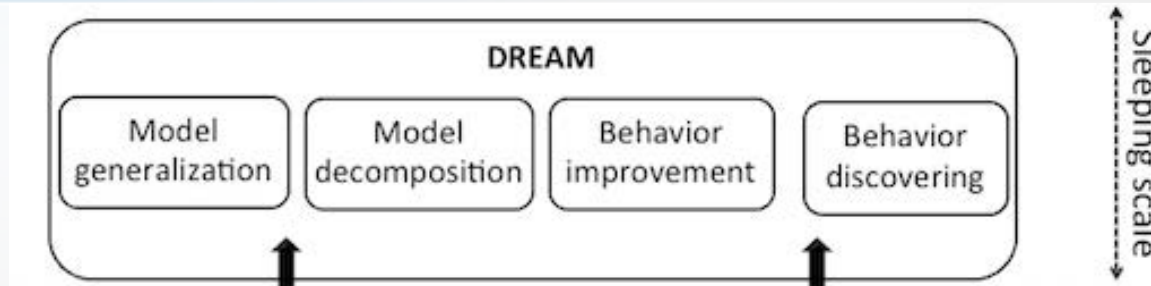 DREAM
Model
generalization
Model
decomposition
Behavior
improvement
Behavior
discovering
Sleeping scale